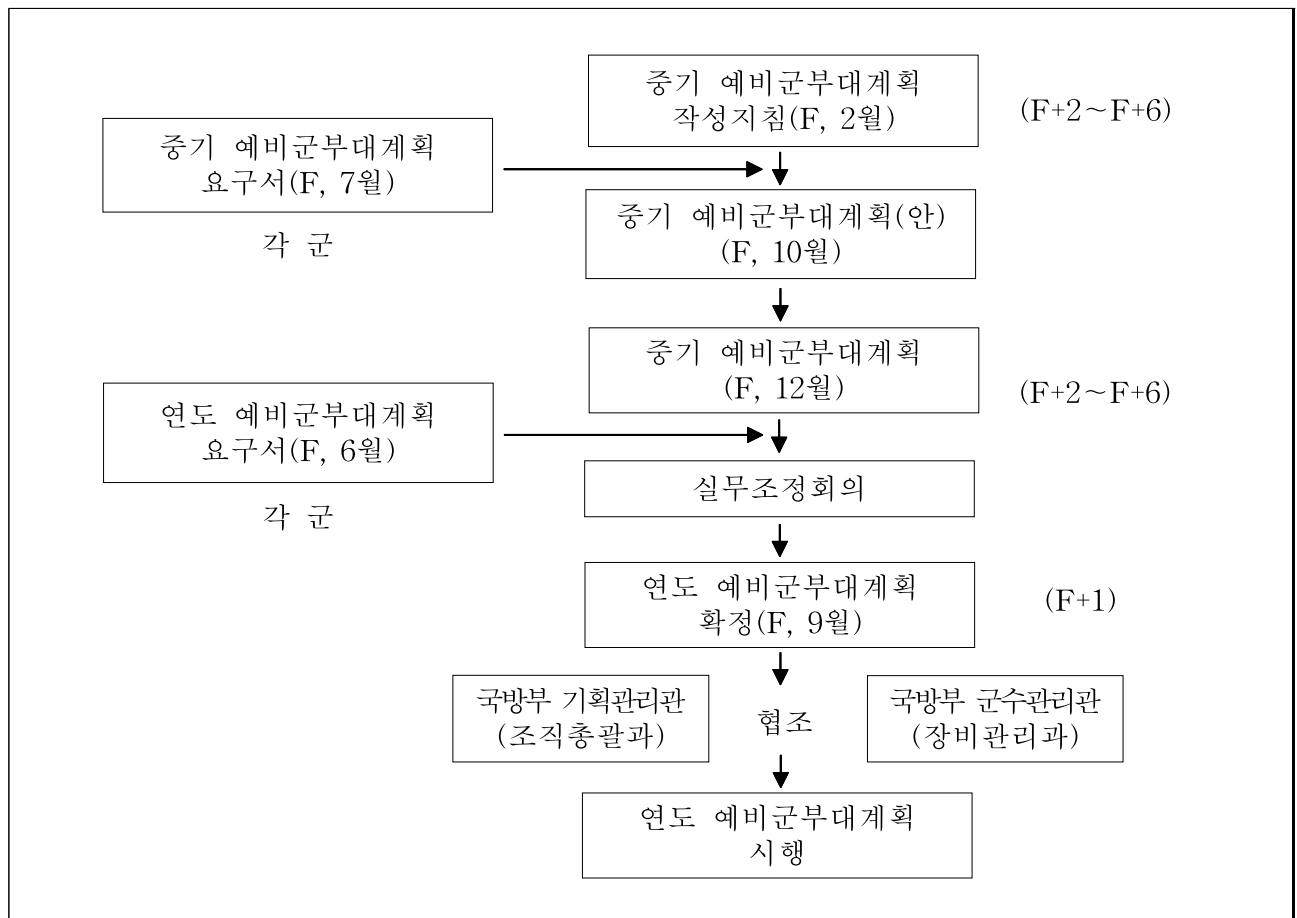 중기 예비군부대계획
작성지침(F, 2월)
(F+2~F+6)
중기 예비군부대계획
요구서(F, 7월)
각 군
중기 예비군부대계획(안)
(F, 10월)
중기 예비군부대계획
(F, 12월)
(F+2~F+6)
연도 예비군부대계획
요구서(F, 6월)
각 군
실무조정회의
연도 예비군부대계획
확정(F, 9월)
(F+1)
국방부 기획관리관
(조직총괄과)
협조
국방부 군수관리관
(장비관리과)
연도 예비군부대계획
시행